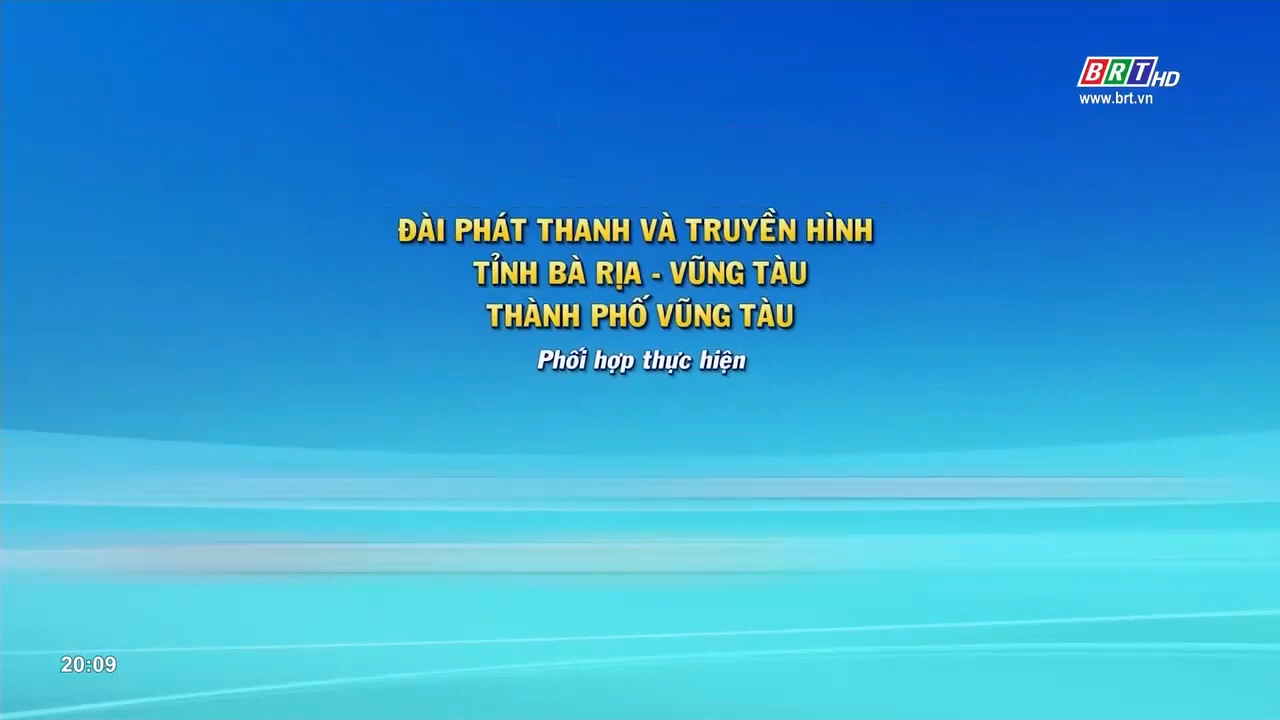 BRT HD
www.brt.vn
ĐÀI PHÁT THANH VÀ TRUYỀN HÌNH
TỈNH BÀ RỊA - VŨNG TÀU
THÀNH PHỐ VŨNG TÀU
Phối hợp thực hiện
20:09